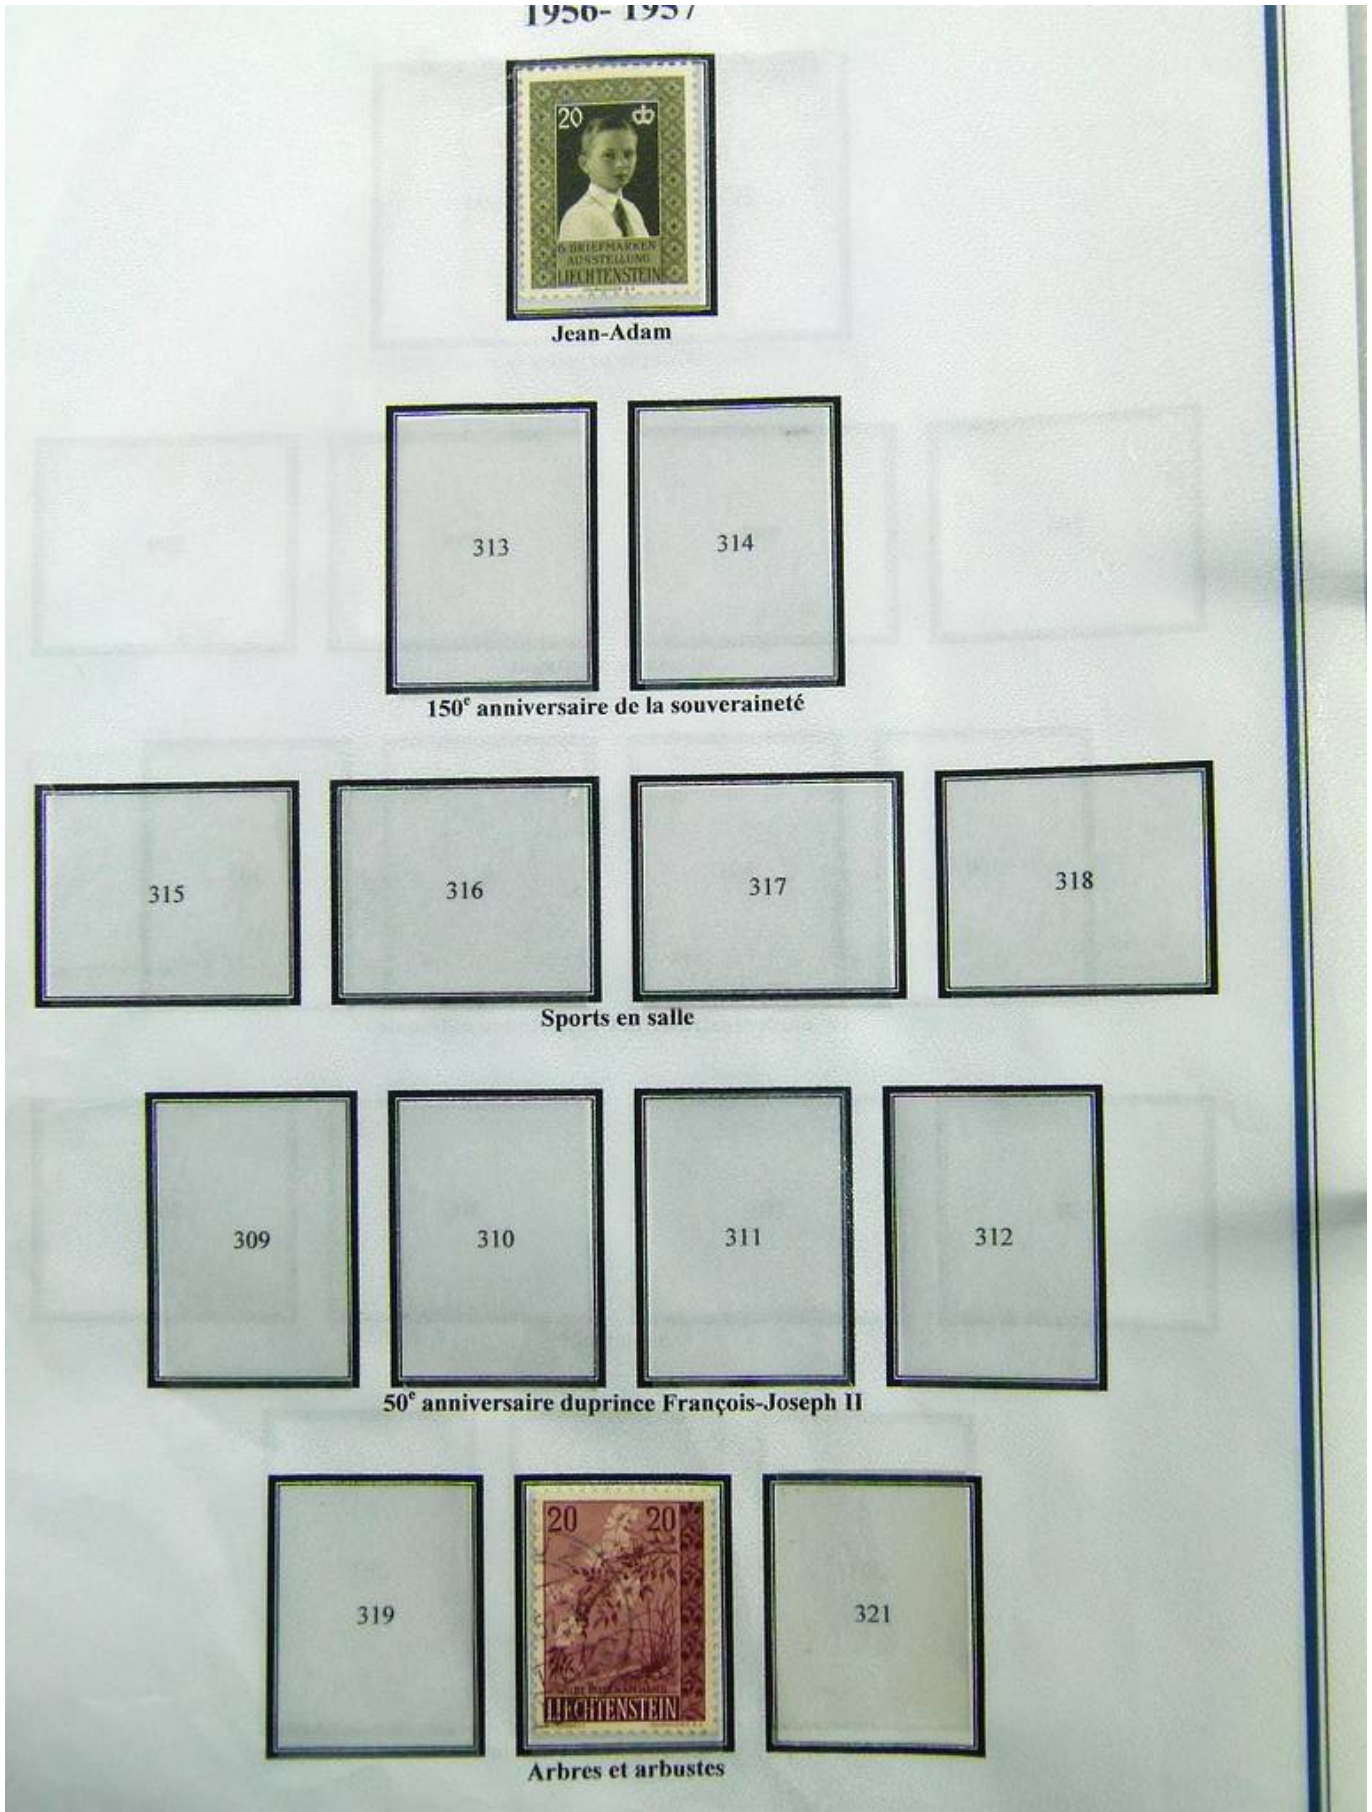 1956- 1957
20
6. BRIEFMARKEN
AUSSTELLUNG
LIECHTENSTEIN
Jean-Adam
313 314
150e anniversaire de la souveraineté
315 316 317 318
Sports en salle
309 310 311 312
50e anniversaire duprince François-Joseph II
20 20
319 321
LIECHTENSTEIN
Arbres et arbustes